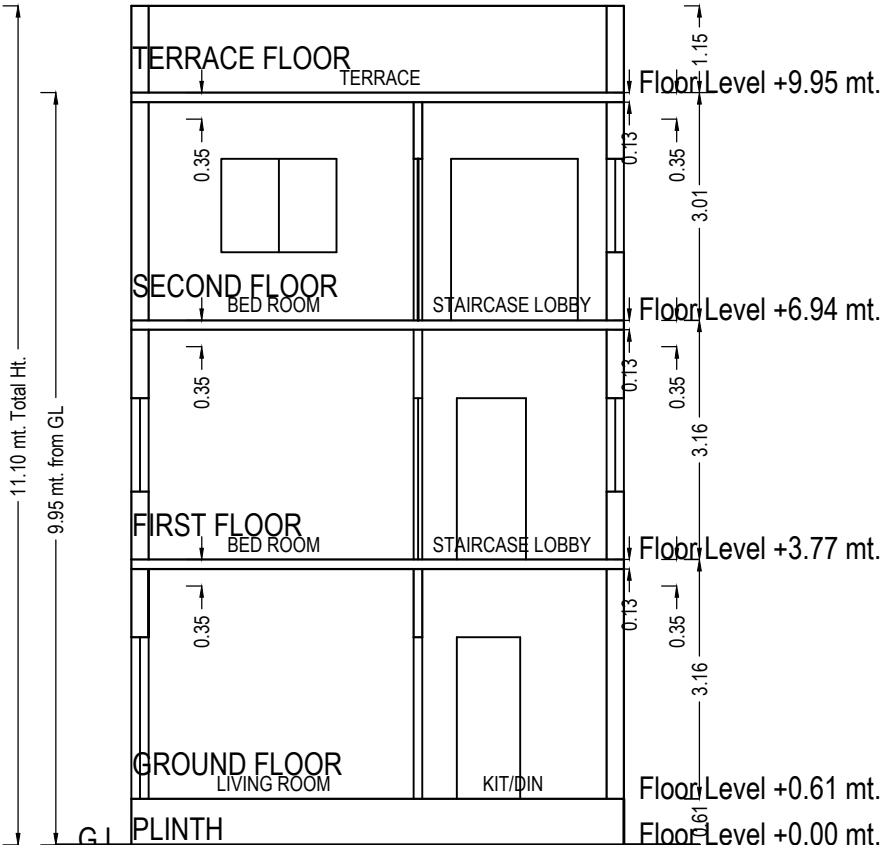 1.15
TERRACE FLOOR
TERRACE
Floor Level +9.95 mt.
0.35
0.13
0.35
3.01
SECOND FLOOR
BED ROOM
STAIRCASE LOBBY
Floor Level +6.94 mt.
0.35
0.13
0.35
11.10 mt. Total Ht.
9.95 mt. from GL
3.16
FIRST FLOOR
BED ROOM
STAIRCASE LOBBY
Floor Level +3.77 mt.
0.35
0.13
0.35
3.16
GROUND FLOOR
LIVING ROOM
KIT/DIN
Floor Level +0.61 mt.
0.61
G.L
PLINTH
Floor Level +0.00 mt.